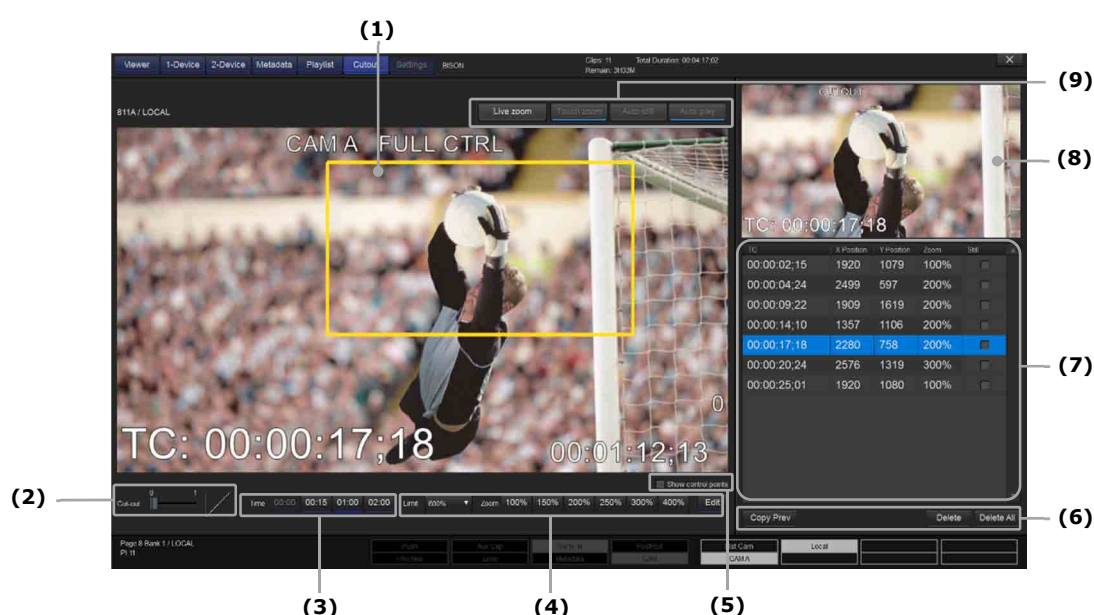 (1)
Viewer 1-Device 2-Device Metadata Playlist Cutout Settings BISON
Clips: 11 Total Duration: 00:04:17;02
Remain: 3H33M
X
(9)
811A / LOCAL
Live zoom Touch zoom Auto still Auto play
CUTOUT
CAM A FULL CTRL
(8)
TC: 00:00:17;18
TC X Position Y Position Zoom Still
00:00:02;15 1920 1079 100%
00:00:04;24 2499 597 200%
00:00:09;22 1909 1619 200%
00:00:14;10 1357 1106 200%
00:00:17;18 2280 758 200%
00:00:20;24 2576 1319 300%
00:00:25;01 1920 1080 100%
(7)
0
TC: 00:00:17;18
00:01:12;13
Show control points
(2)
Cut-out 0 1
Time 00:00 00:15 01:00 02:00
Limit 600% Zoom 100% 150% 200% 250% 300% 400% Edit
Copy Prev Delete Delete All
(6)
Page 8 Bank 1 / LOCAL
Pl.11
Aux Clip
Metadata
Cam
Local
CAM A
(3)
(4)
(5)